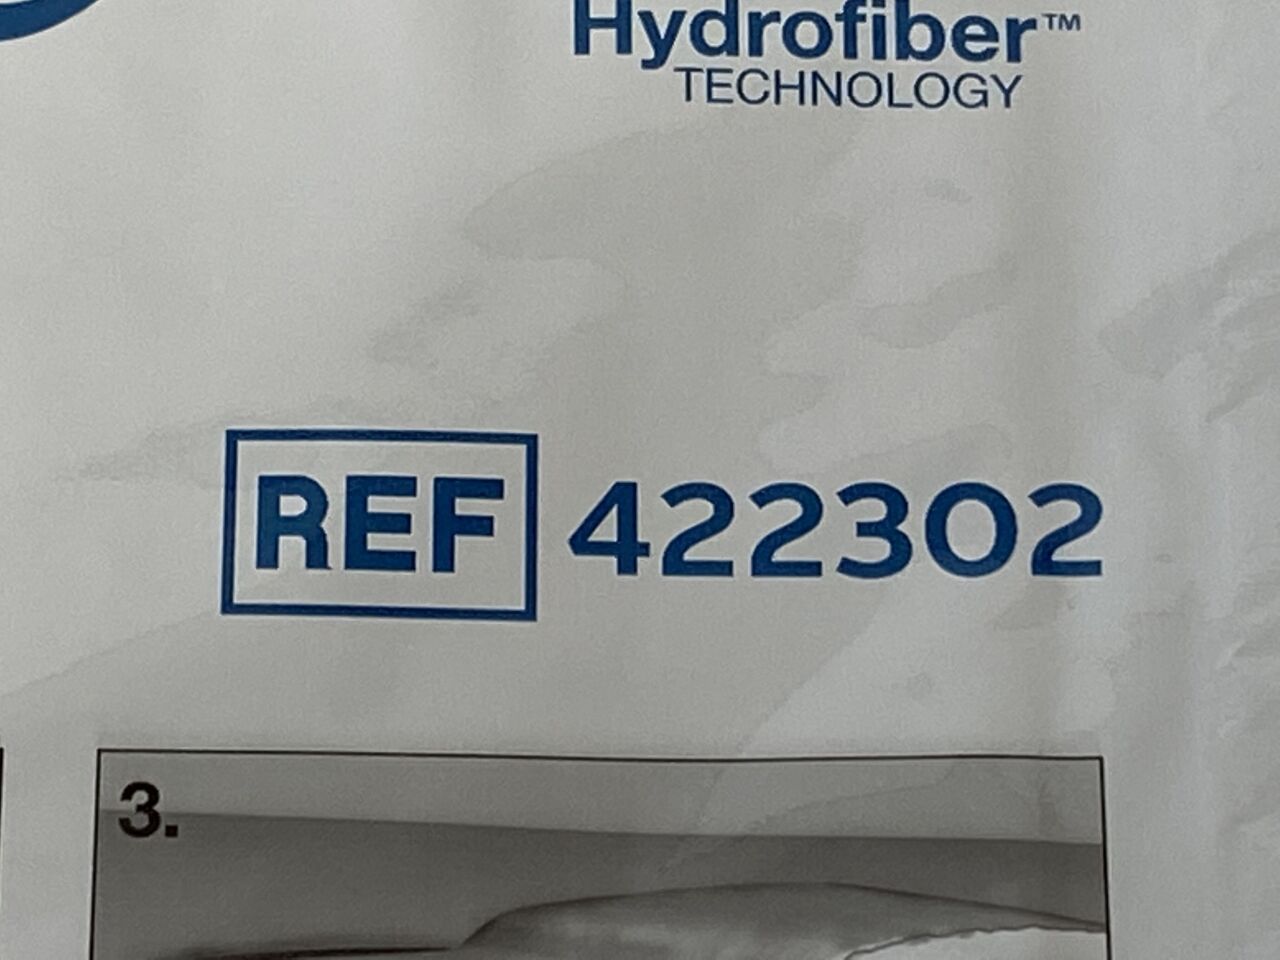 Hydrofiber™
TECHNOLOGY
REF 422302
3.